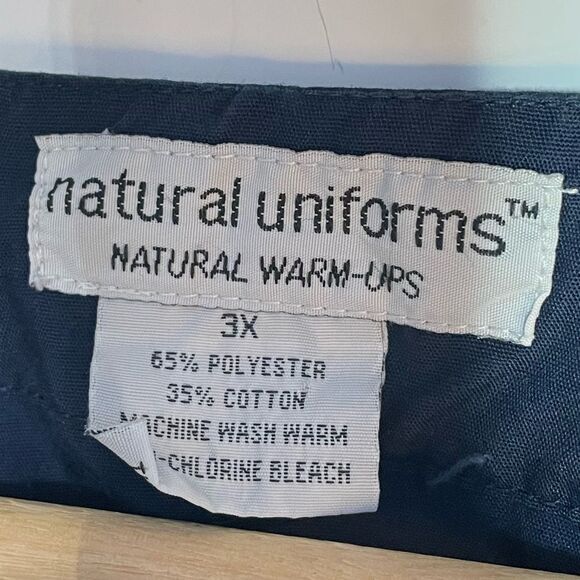 natural uniforms™
NATURAL WARM-UPS
3X
65% POLYESTER
35% COTTON
MACHINE WASH WARM
-CHLORINE BLEACH